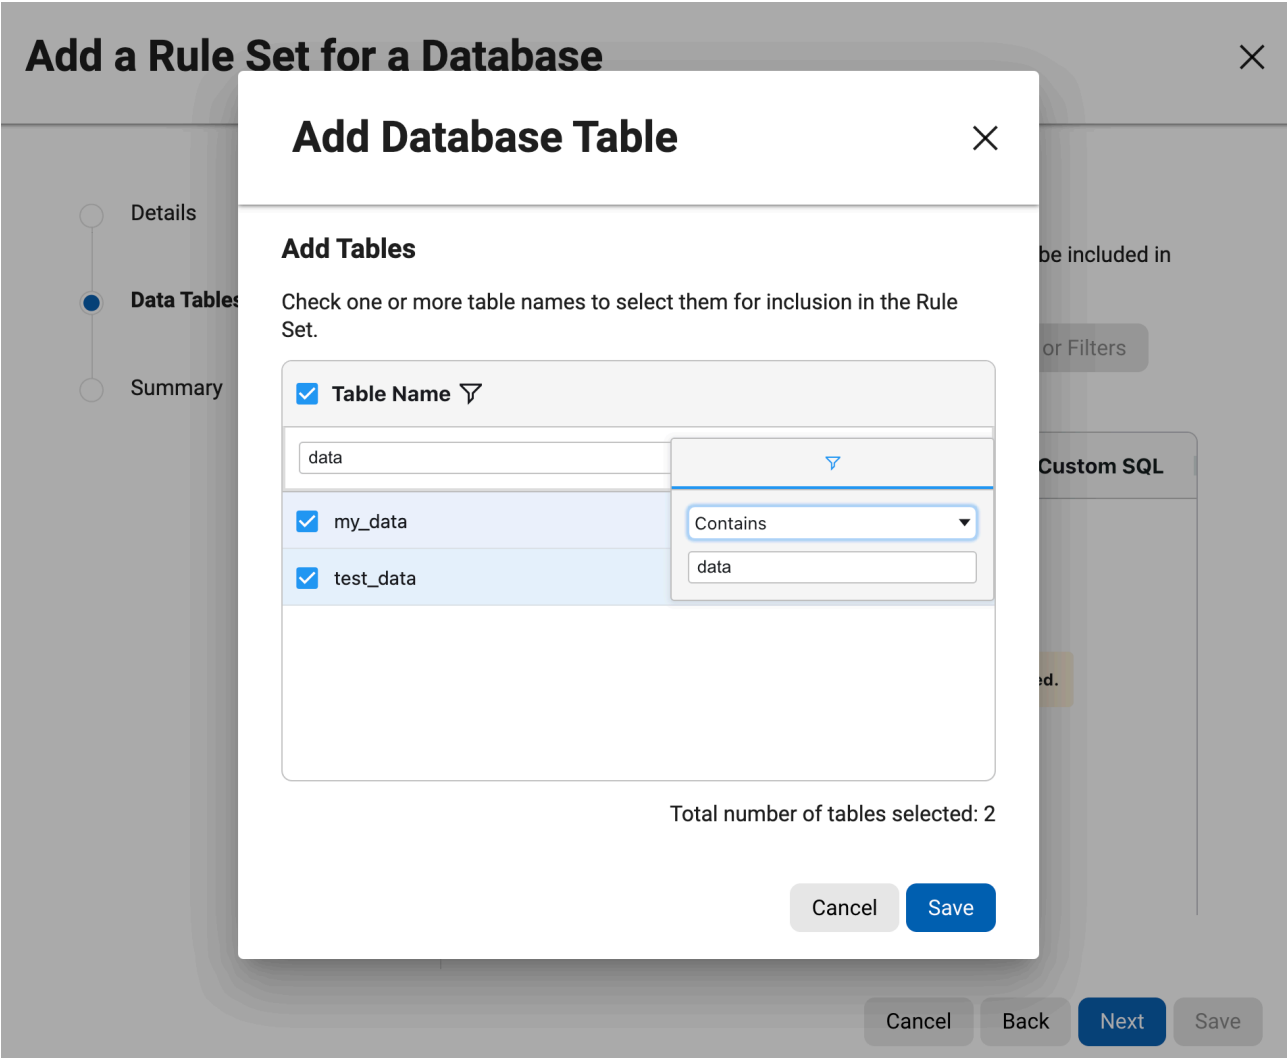 Add a Rule Set for a Database
Add Database Table
Details
Data Tables
Summary
be included in
or Filters
Custom SQL
Add Tables
Check one or more table names to select them for inclusion in the Rule
Set.
Table Name
data
Contains
data
my_data
test_data
Total number of tables selected: 2
Cancel
Save
Cancel
Back
Next
Save